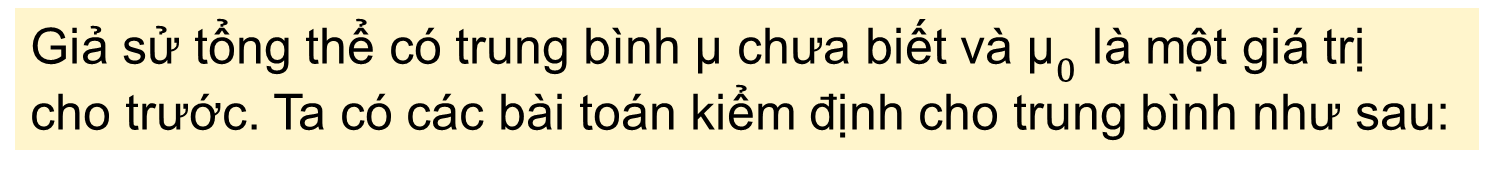 Giả sử tổng thể có trung bình μ chưa biết và μ₀ là một giá trị
cho trước. Ta có các bài toán kiểm định cho trung bình như sau: